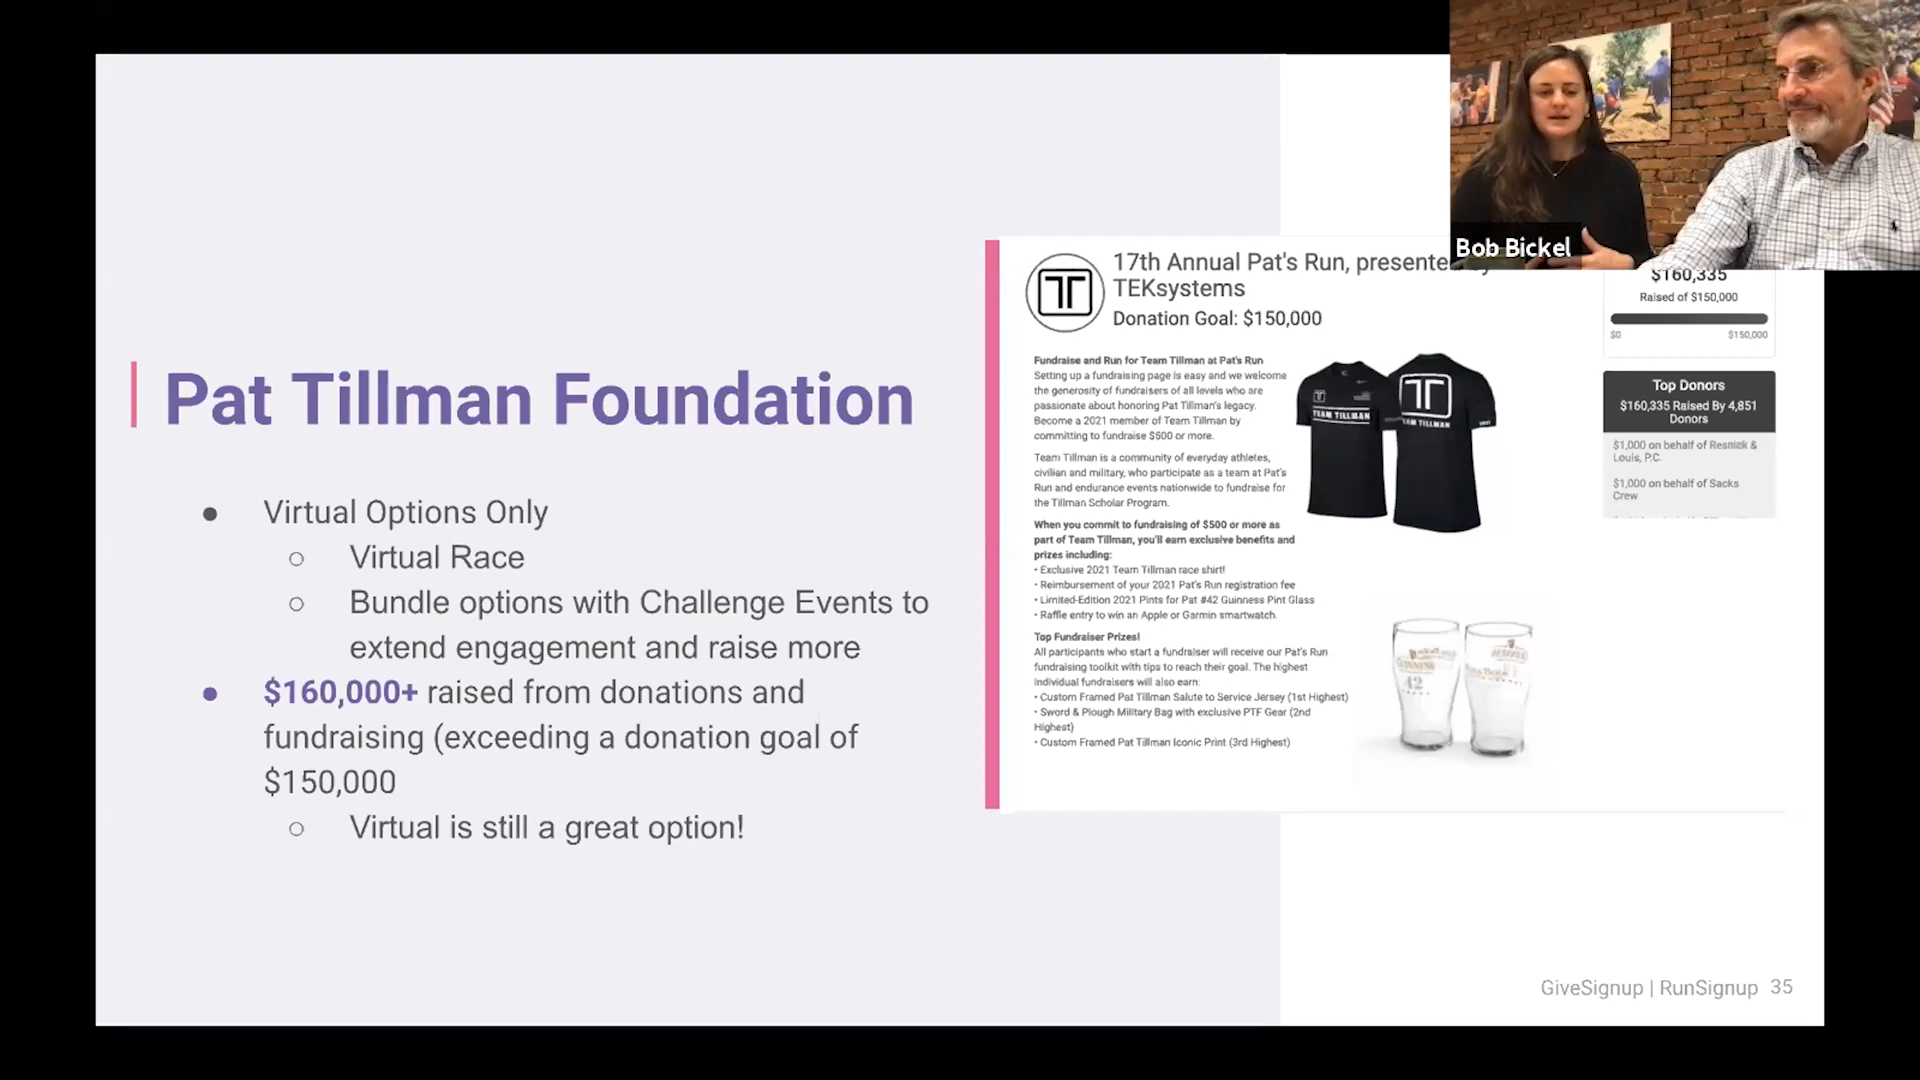 Pat Tillman Foundation
● Virtual Options Only
○ Virtual Race
○ Bundle options with Challenge Events to
extend engagement and raise more
● $160,000+ raised from donations and
fundraising (exceeding a donation goal of
$150,000
○ Virtual is still a great option!
17th Annual Pat's Run, presente
TEKsystems
Donation Goal: $150,000
Fundraise and Run for Team Tillman at Pat's Run
Setting up a fundraising page is easy and we welcome
the generosity of fundraisers of all levels who are
passionate about honoring Pat Tillman's legacy.
Become a 2021 member of Team Tillman by
committing to fundraise $500 or more.
Team Tillman is a community of everyday athletes,
civilian and military, who participate as a team at Pat's
Run and endurance events nationwide to fundraise for
the Tillman Scholar Program.
When you commit to fundraising of $500 or more as
part of Team Tillman, you'll earn exclusive benefits and
prizes including:
• Exclusive 2021 Team Tillman race shirt!
• Reimbursement of your 2021 Pat's Run registration fee
• Limited-Edition 2021 Pints for Pat #42 Guinness Pint Glass
• Raffle entry to win an Apple or Garmin smartwatch.
Top Fundraiser Prizes!
All participants who start a fundraiser will receive our Pat's Run
fundraising toolkit with tips to reach their goal. The highest
individual fundraisers will also earn:
• Custom Framed Pat Tillman Salute to Service Jersey (1st Highest)
• Sword & Plough Military Bag with exclusive PTF Gear (2nd
Highest)
• Custom Framed Pat Tillman Iconic Print (3rd Highest)
TEAM TILLMAN
TEAM TILLMAN
GUINNESS
42
Bob Bickel
$160,335
Raised of $150,000
$0 $150,000
Top Donors
$160,335 Raised By 4,851
Donors
$1,000 on behalf of Resnick &
Louis, P.C.
$1,000 on behalf of Sacks
Crew
GiveSignup | RunSignup 35